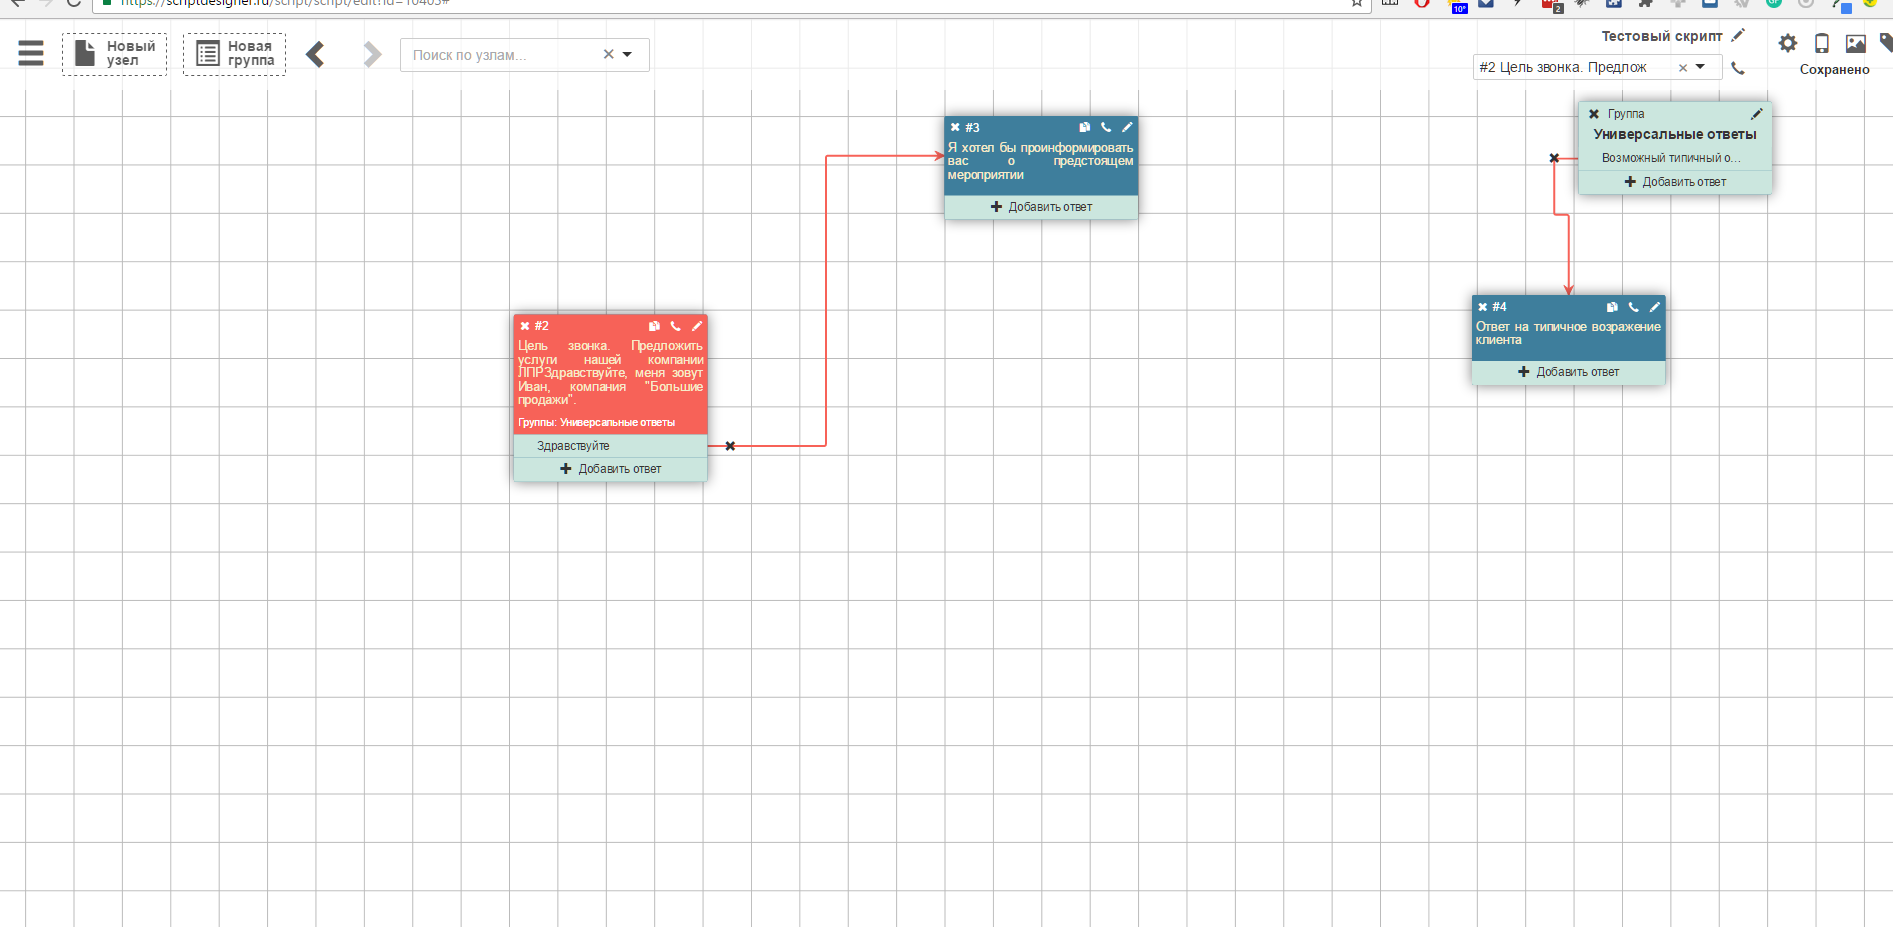 https://scriptdesigner.ru/script/script/edit?id=10405#
10°
2
Новый
узел
Новая
группа
Поиск по узлам...
Тестовый скрипт
#2 Цель звонка. Предлож
Сохранено
#3
Я хотел бы проинформировать
вас о предстоящем
мероприятии
Добавить ответ
Группа
Универсальные ответы
Возможный типичный о...
Добавить ответ
#4
Ответ на типичное возражение
клиента
Добавить ответ
#2
Цель звонка. Предложить
услуги нашей компании
ЛПРЗдравствуйте, меня зовут
Иван, компания "Большие
продажи".
Группы: Универсальные ответы
Здравствуйте
Добавить ответ